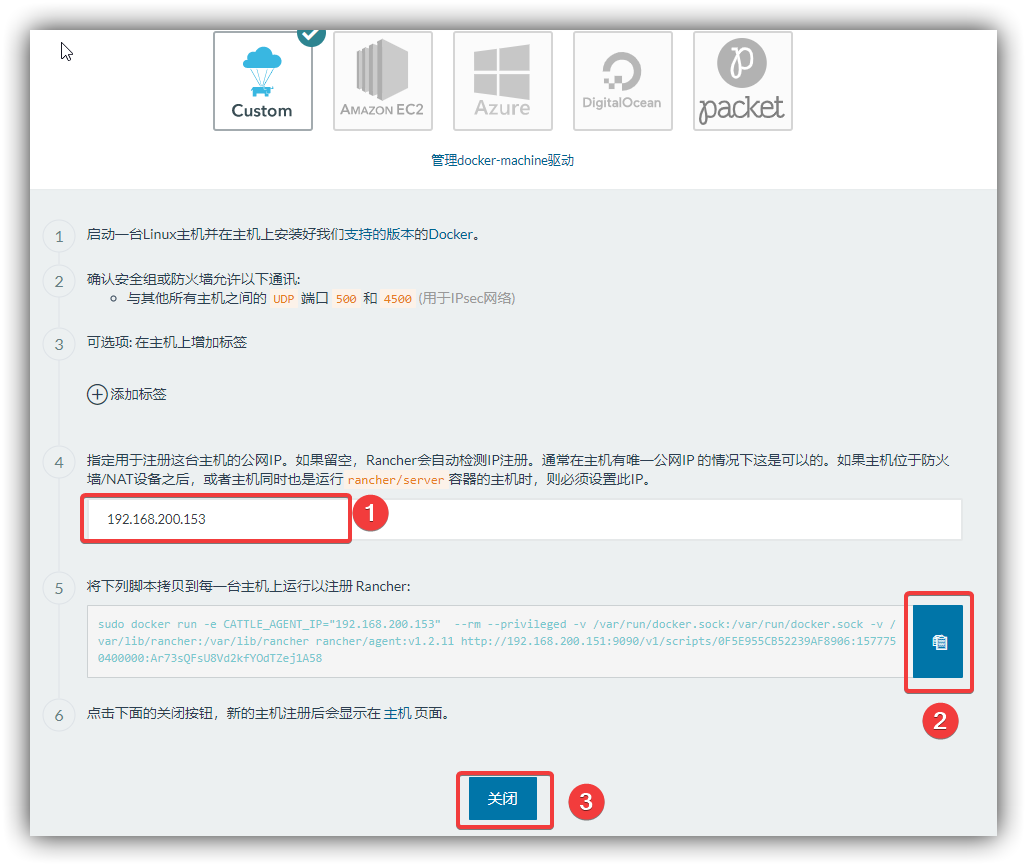 Custom
AMAZON EC2
Azure
DigitalOcean
packet
管理docker-machine驱动
1 启动一台Linux主机并在主机上安装好我们支持的版本的Docker。
2 确认安全组或防火墙允许以下通讯:
与其他所有主机之间的 UDP 端口 500 和 4500 (用于IPsec网络)
3 可选项: 在主机上增加标签
添加标签
4 指定用于注册这台主机的公网IP。如果留空，Rancher会自动检测IP注册。通常在主机有唯一公网IP 的情况下这是可以的。如果主机位于防火
墙/NAT设备之后，或者主机同时也是运行 rancher/server 容器的主机时，则必须设置此IP。
192.168.200.153
1
5 将下列脚本拷贝到每一台主机上运行以注册 Rancher:
sudo docker run -e CATTLE_AGENT_IP="192.168.200.153"  --rm --privileged -v /var/run/docker.sock:/var/run/docker.sock -v /
var/lib/rancher:/var/lib/rancher rancher/agent:v1.2.11 http://192.168.200.151:9090/v1/scripts/0F5E955CB52239AF8906:157775
0400000:Ar73sQFsU8Vd2kfYOdTZej1A58
2
6 点击下面的关闭按钮，新的主机注册后会显示在 主机 页面。
关闭
3